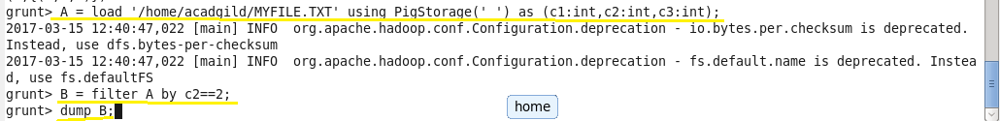 grunt> A = load '/home/acadgild/MYFILE.TXT' using PigStorage(' ') as (c1:int,c2:int,c3:int);
2017-03-15 12:40:47,022 [main] INFO  org.apache.hadoop.conf.Configuration.deprecation - io.bytes.per.checksum is deprecated.
Instead, use dfs.bytes-per-checksum
2017-03-15 12:40:47,022 [main] INFO  org.apache.hadoop.conf.Configuration.deprecation - fs.default.name is deprecated. Instea
d, use fs.defaultFS
grunt> B = filter A by c2==2;
grunt> dump B;
home